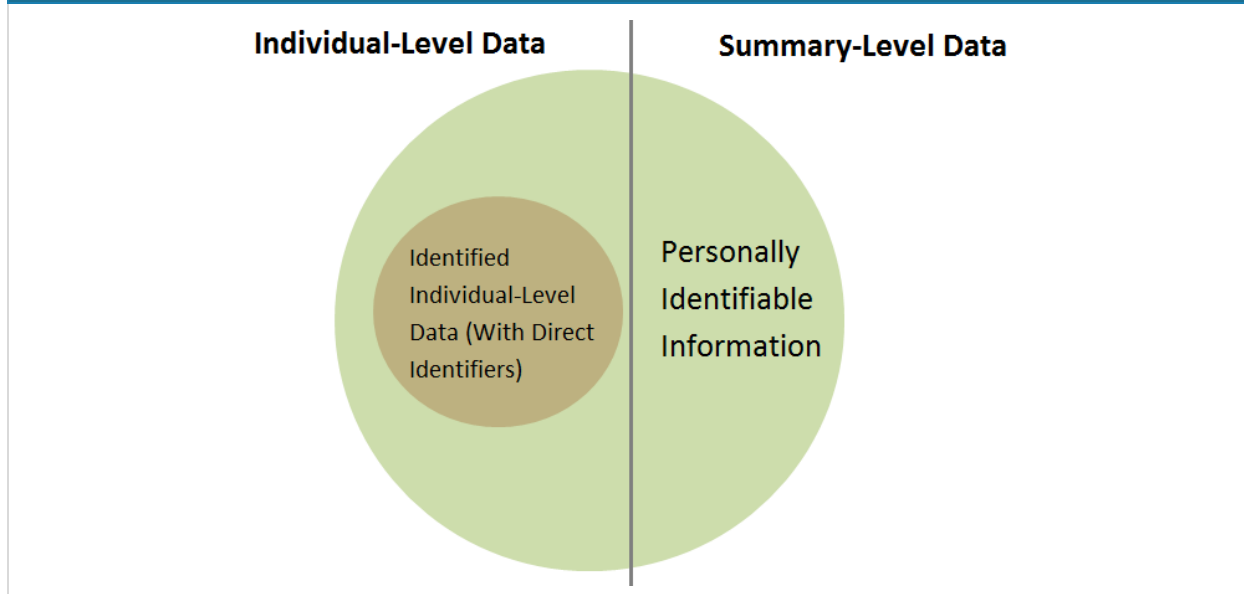 Individual-Level Data
Summary-Level Data
Identified
Individual-Level
Data (With Direct
Identifiers)
Personally
Identifiable
Information